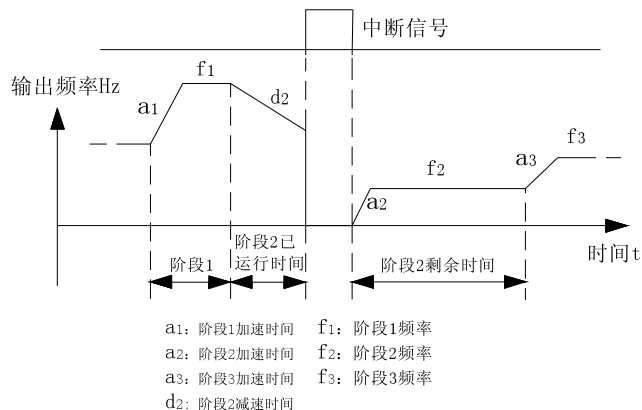 中断信号
输出频率Hz
f1
a1
d2
a3
f3
f2
a2
时间t
阶段1
阶段2已
运行时间
阶段2剩余时间
a1: 阶段1加速时间 f1: 阶段1频率
a2: 阶段2加速时间 f2: 阶段2频率
a3: 阶段3加速时间 f3: 阶段3频率
d2: 阶段2减速时间